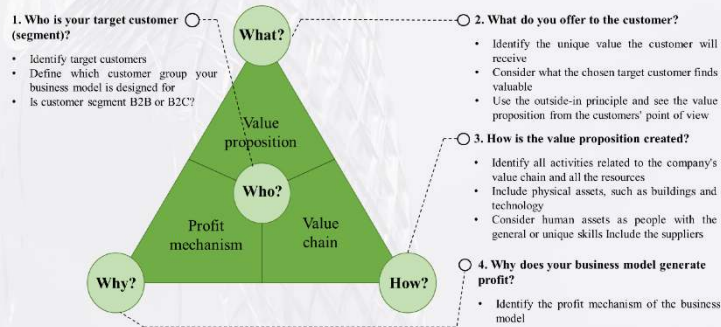 1. Who is your target customer
(segment)?
• Identify target customers
• Define which customer group your
business model is designed for
• Is customer segment B2B or B2C?
What?
Value
proposition
Who?
Profit
mechanism
Value
chain
Why?
How?
2. What do you offer to the customer?
• Identify the unique value the customer will
receive
• Consider what the chosen target customer finds
valuable
• Use the outside-in principle and see the value
proposition from the customers' point of view
3. How is the value proposition created?
• Identify all activities related to the company's
value chain and all the resources
• Include physical assets, such as buildings and
technology
• Consider human assets as people with the
general or unique skills Include the suppliers
4. Why does your business model generate
profit?
• Identify the profit mechanism of the business
model